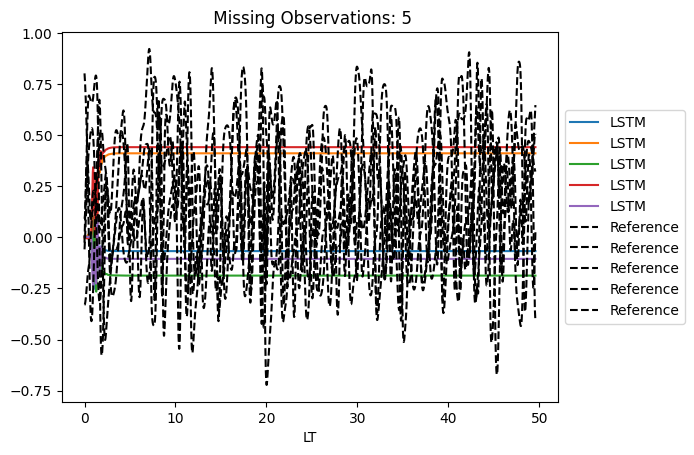 Missing Observations: 5
1.00
0.75
0.50
0.25
0.00
−0.25
−0.50
−0.75
0
10
20
30
40
50
LT
LSTM
LSTM
LSTM
LSTM
LSTM
Reference
Reference
Reference
Reference
Reference